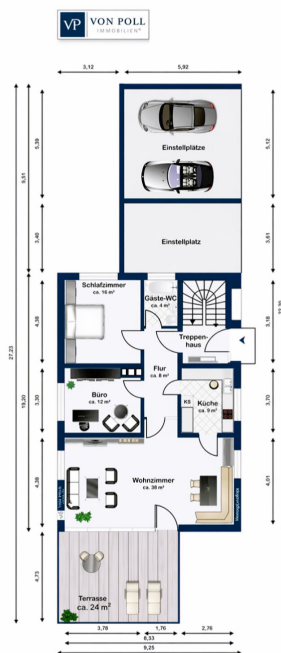 VP VON POLL
IMMOBILIEN®
3,12
5,92
5,39
9,51
5,12
Einstellplätze
3,40
Einstellplatz
3,61
Schlafzimmer
ca. 16 m²
Gäste-WC
ca. 4 m²
4,38
3,18
Treppen-
haus
27,23
19,20
Flur
ca. 8 m²
3,30
Büro
ca. 12 m²
KS
Küche
ca. 9 m²
3,70
4,38
Wohnzimmer
ca. 38 m²
4,01
4,73
Terrasse
ca. 24 m²
3,78
1,76
2,76
8,33
9,25